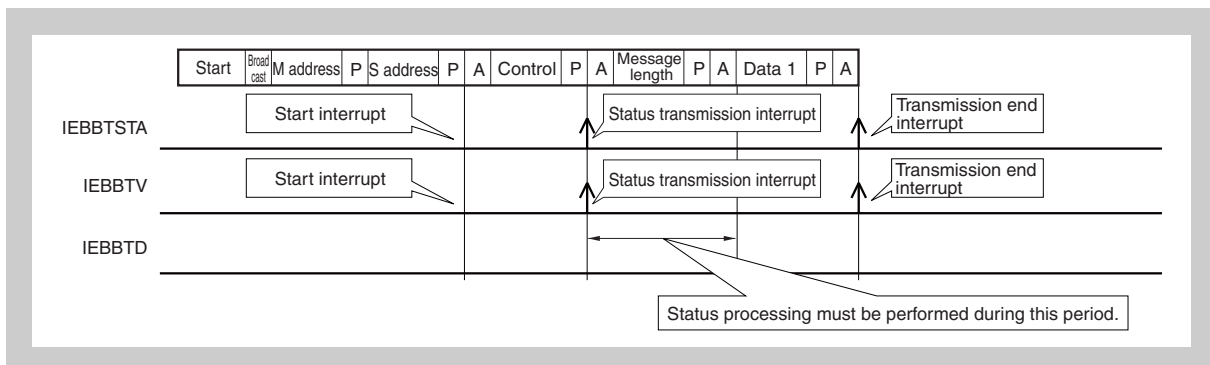 Start Broad cast M address P S address P A Control P A Message length P A Data 1 P A
IEBBTSTA
Start interrupt
Status transmission interrupt
Transmission end
interrupt
IEBBTV
Start interrupt
Status transmission interrupt
Transmission end
interrupt
IEBBTD
Status processing must be performed during this period.